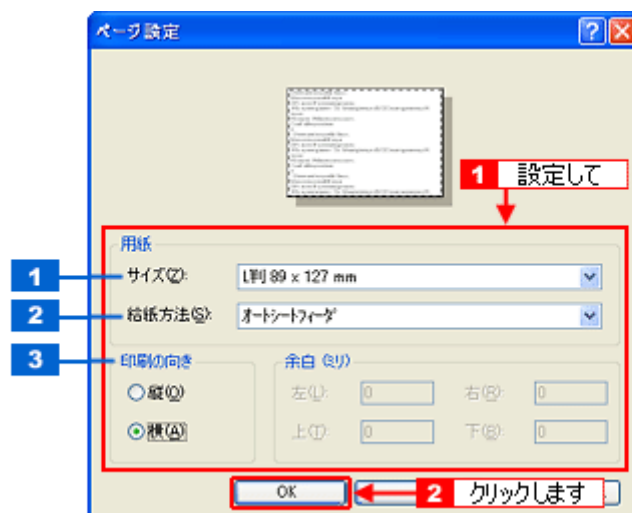 ページ設定
1 設定して
用紙
1 サイズ(Z): L判 89 x 127 mm
2 給紙方法(S): オートシートフィーダ
3 印刷の向き
縦(O)
横(A)
余白 (ミリ)
左(L): 0 右(R): 0
上(T): 0 下(B): 0
OK
2 クリックします